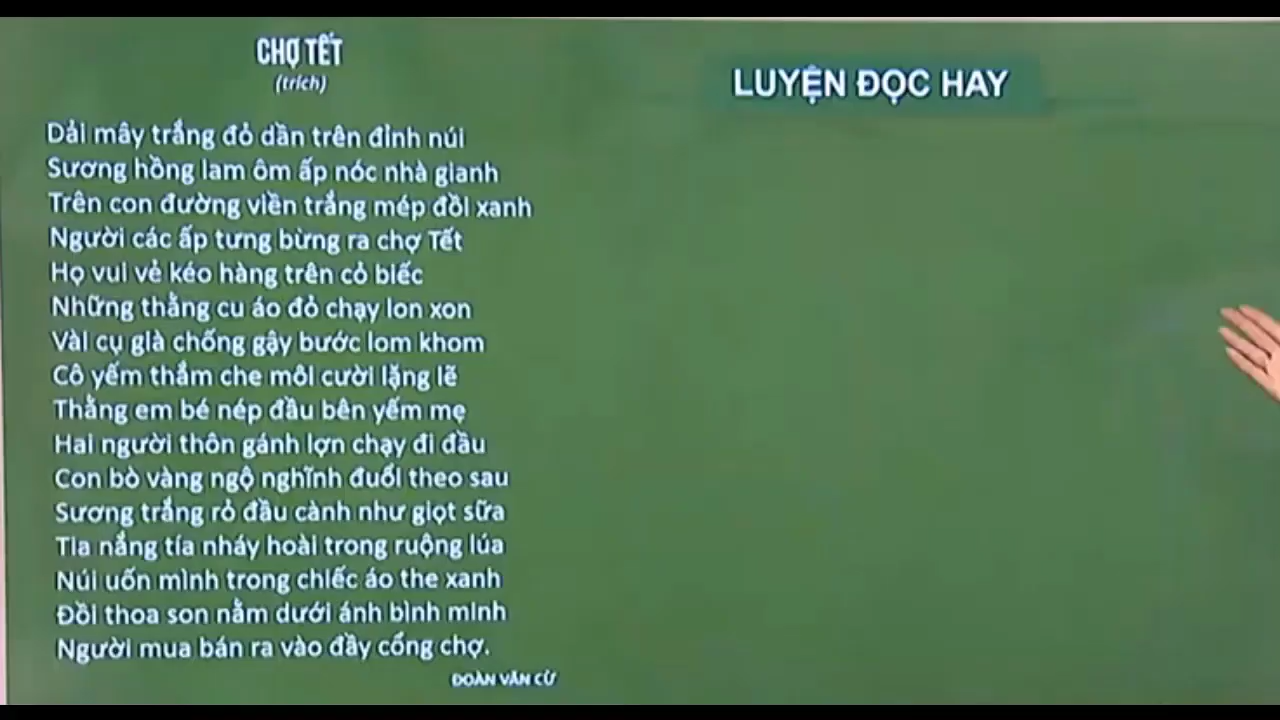 CHỢ TẾT
(trích)
Dải mây trắng đỏ dần trên đỉnh núi
Sương hồng lam ôm ấp nóc nhà gianh
Trên con đường viền trắng mép đồi xanh
Người các ấp tưng bừng ra chợ Tết
Họ vui vẻ kéo hàng trên cỏ biếc
Những thằng cu áo đỏ chạy lon xon
Vài cụ già chống gậy bước lom khom
Cô yếm thắm che môi cười lặng lẽ
Thằng em bé nép đầu bên yếm mẹ
Hai người thôn gánh lợn chạy đi đầu
Con bò vàng ngộ nghĩnh đuổi theo sau
Sương trắng rỏ đầu cành như giọt sữa
Tia nắng tía nháy hoài trong ruộng lúa
Núi uốn mình trong chiếc áo the xanh
Đồi thoa son nằm dưới ánh bình minh
Người mua bán ra vào đầy cổng chợ.
ĐOÀN VĂN CỪ
LUYỆN ĐỌC HAY